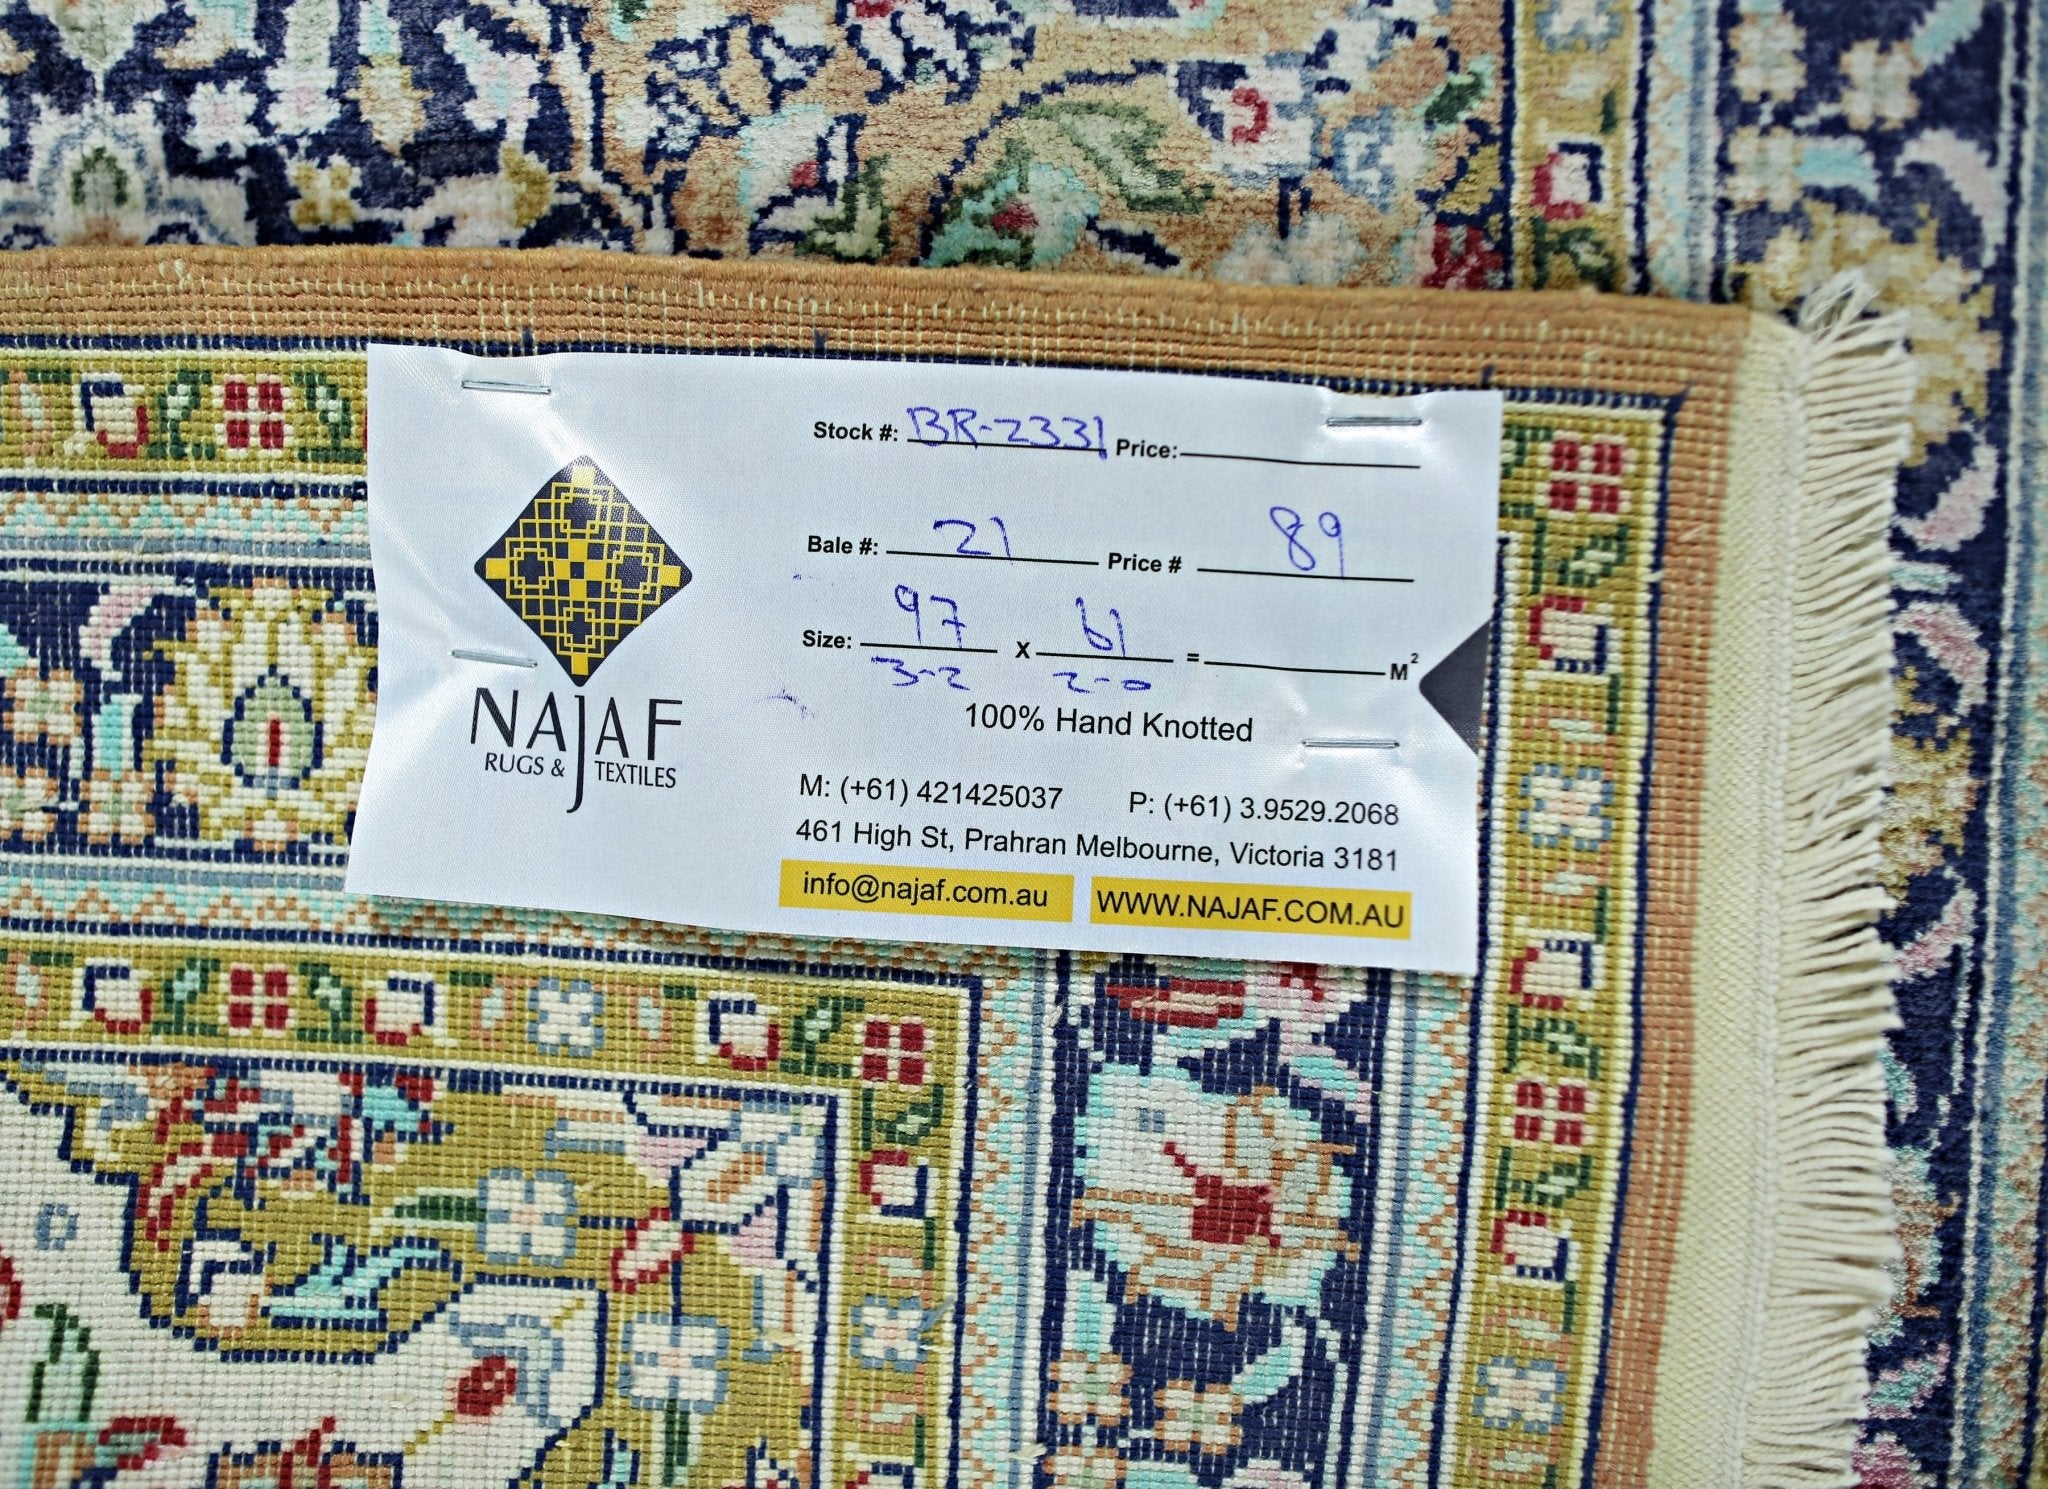 Stock #: BR-2331 Price:
Bale #: 21 Price # 89
Size: 97 x 61 = M²
3-2 2-0
100% Hand Knotted
NAJAF
RUGS & TEXTILES
M: (+61) 421425037 P: (+61) 3.9529.2068
461 High St, Prahran Melbourne, Victoria 3181
info@najaf.com.au WWW.NAJAF.COM.AU